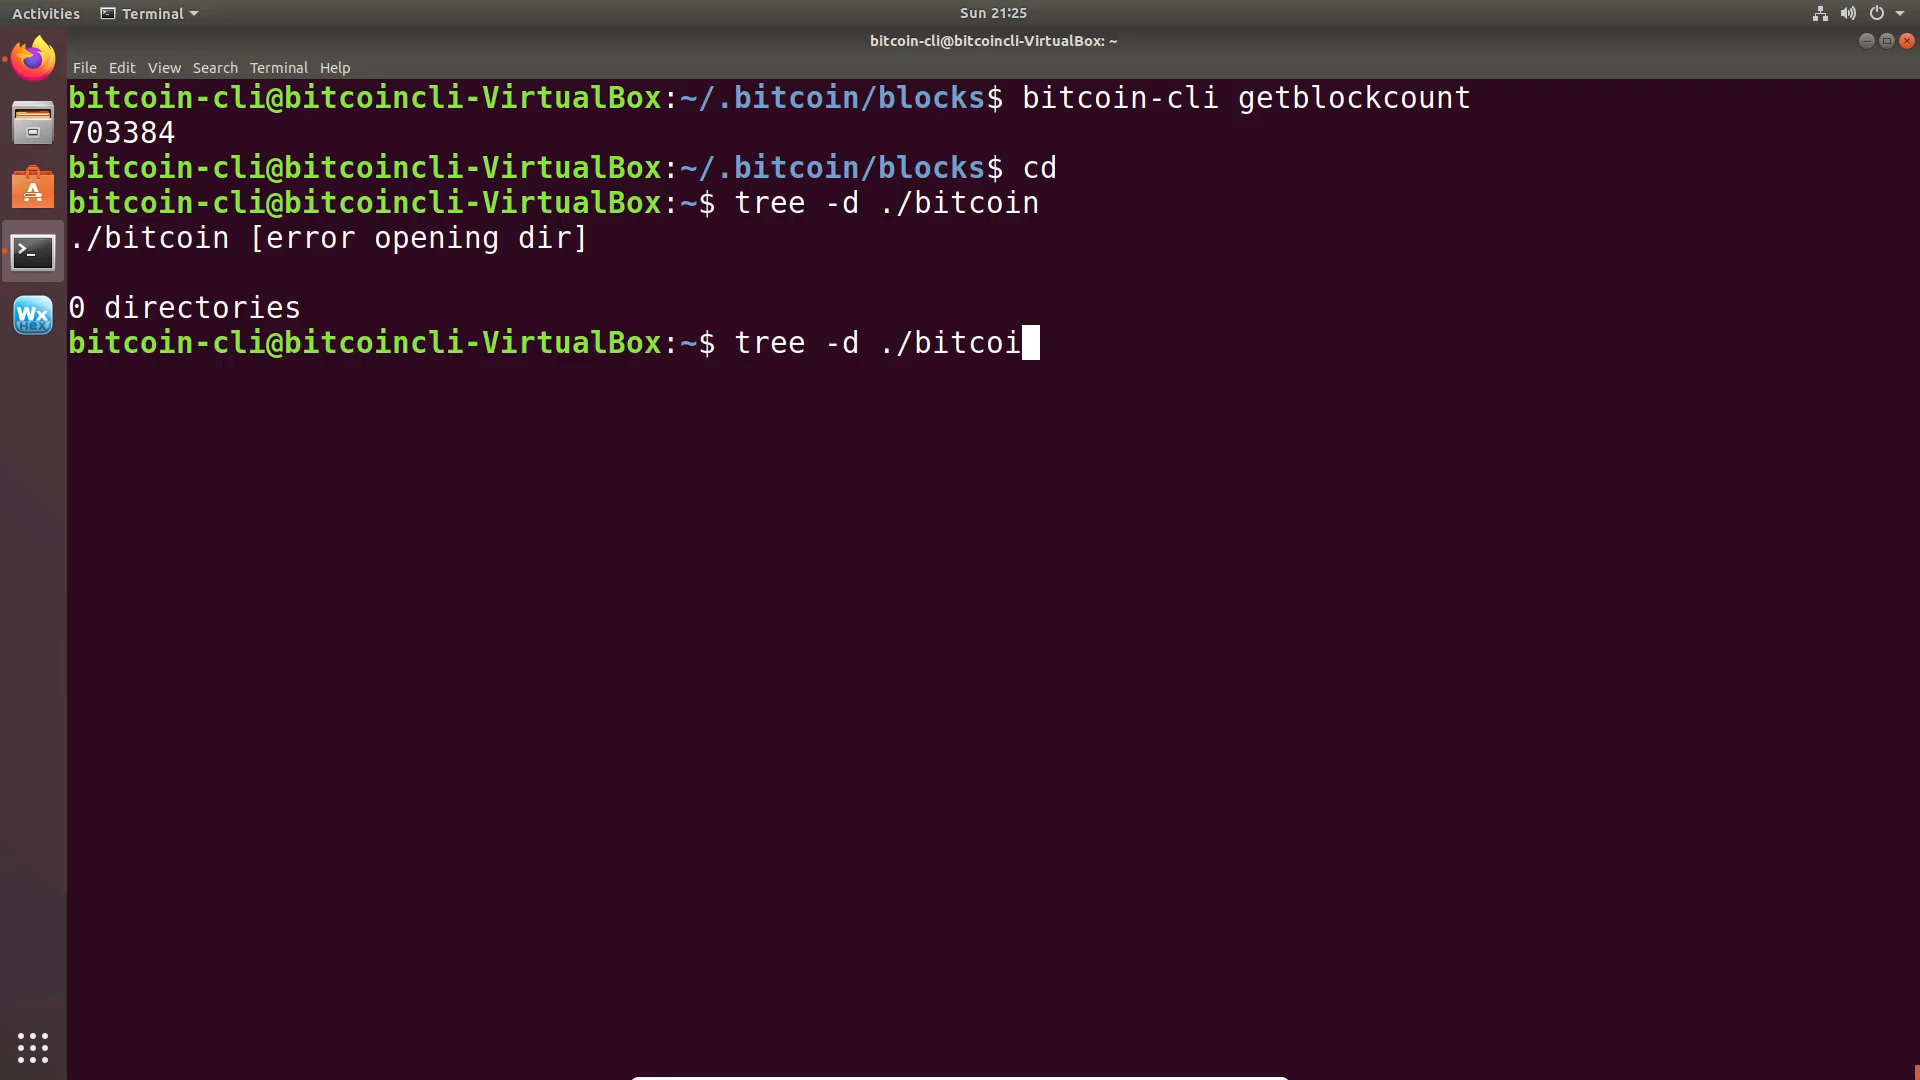 Activities Terminal Sun 21:25
bitcoin-cli@bitcoincli-VirtualBox: ~
File Edit View Search Terminal Help
bitcoin-cli@bitcoincli-VirtualBox:~/.bitcoin/blocks$ bitcoin-cli getblockcount
703384
bitcoin-cli@bitcoincli-VirtualBox:~/.bitcoin/blocks$ cd
bitcoin-cli@bitcoincli-VirtualBox:~$ tree -d ./bitcoin
./bitcoin [error opening dir]
0 directories
bitcoin-cli@bitcoincli-VirtualBox:~$ tree -d ./bitcoi
Wx
HEX